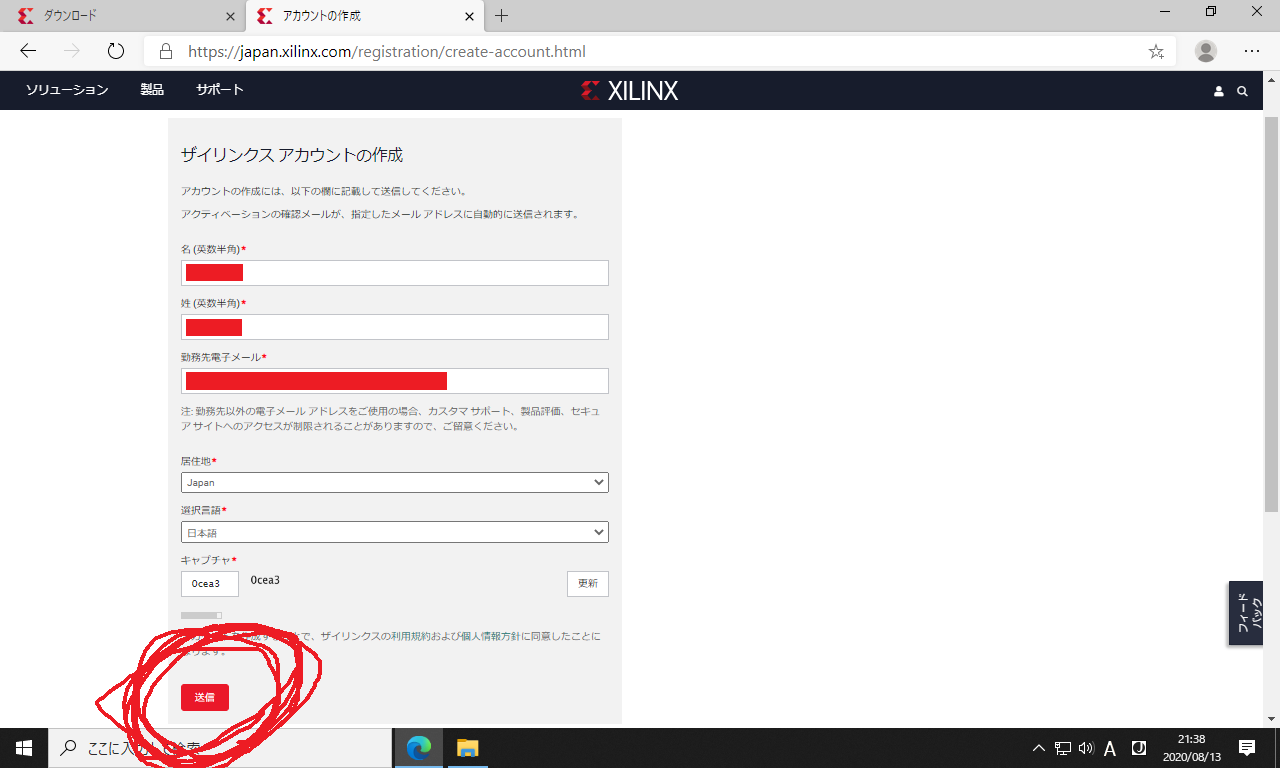 ダウンロード
アカウントの作成
https://japan.xilinx.com/registration/create-account.html
ソリューション 製品 サポート
XILINX
ザイリンクス アカウントの作成
アカウントの作成には、以下の欄に記載して送信してください。
アクティベーションの確認メールが、指定したメール アドレスに自動的に送信されます。
名 (英数半角)*
姓 (英数半角)*
勤務先電子メール*
注: 勤務先以外の電子メール アドレスをご使用の場合、カスタマ サポート、製品評価、セキュ
ア サイトへのアクセスが制限されることがありますので、ご留意ください。
居住地*
Japan
選択言語*
日本語
キャプチャ*
0cea3 0cea3 更新
で、ザイリンクスの利用規約および個人情報方針に同意したことに
なります。
送信
フィード
バック
ここに入力して検索
A J
21:38
2020/08/13